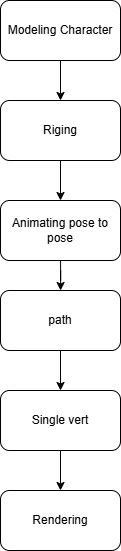 Modeling Character
Riging
Animating pose to
pose
path
Single vert
Rendering